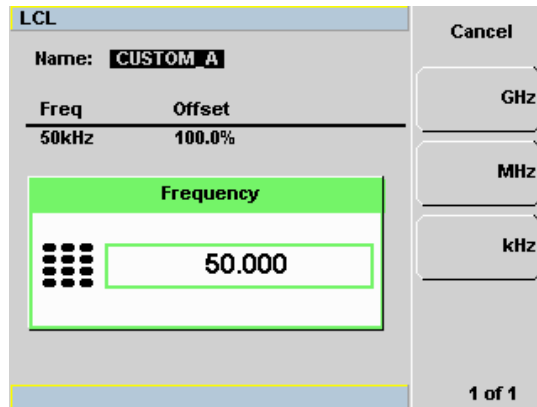 LCL
Name: CUSTOM_A
Freq Offset
50kHz 100.0%
Frequency
50.000
Cancel
GHz
MHz
kHz
1 of 1